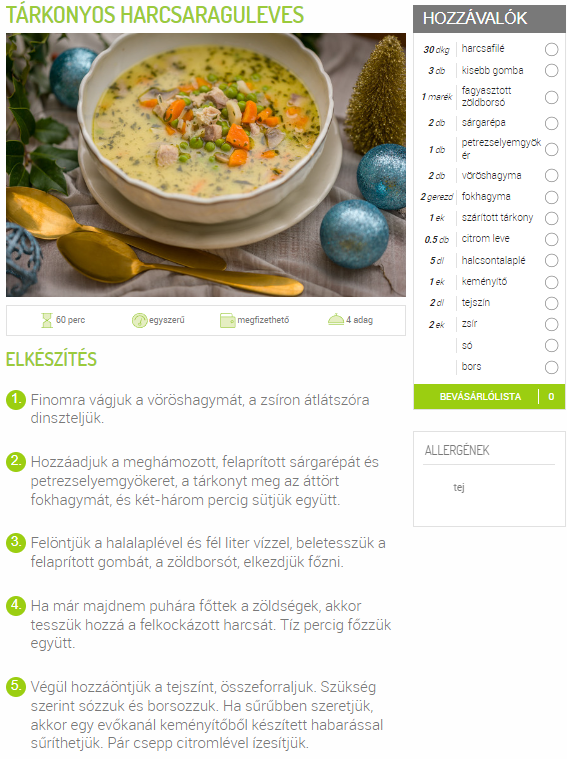 TÁRKONYOS HARCSARAGULEVES
60 perc
egyszerű
megfizethető
4 adag
ELKÉSZÍTÉS
1. Finomra vágjuk a vöröshagymát, a zsíron átlátszóra
dinszteljük.
2. Hozzáadjuk a meghámozott, felaprított sárgarépát és
petrezselyemgyökeret, a tárkonyt meg az áttört
fokhagymát, és két-három percig sütjük együtt.
3. Felöntjük a halalaplével és fél liter vízzel, beletesszük a
felaprított gombát, a zöldborsót, elkezdjük főzni.
4. Ha már majdnem puhára főttek a zöldségek, akkor
tesszük hozzá a felkockázott harcsát. Tíz percig főzzük
együtt.
5. Végül hozzáöntjük a tejszínt, összeforraljuk. Szükség
szerint sózzuk és borsozzuk. Ha sűrűbben szeretjük,
akkor egy evőkanál keményítőből készített habarással
sűríthetjük. Pár csepp citromlével ízesítjük.
HOZZÁVALÓK
30 dkg harcsafilé
3 db kisebb gomba
1 marék fagyasztott
zöldborsó
2 db sárgarépa
1 db petrezselyemgyök
ér
2 db vöröshagyma
2 gerezd fokhagyma
1 ek szárított tárkony
0.5 db citrom leve
5 dl halcsontalaplé
1 ek keményítő
2 dl tejszín
2 ek zsír
só
bors
BEVÁSÁRLÓLISTA 0
ALLERGÉNEK
tej